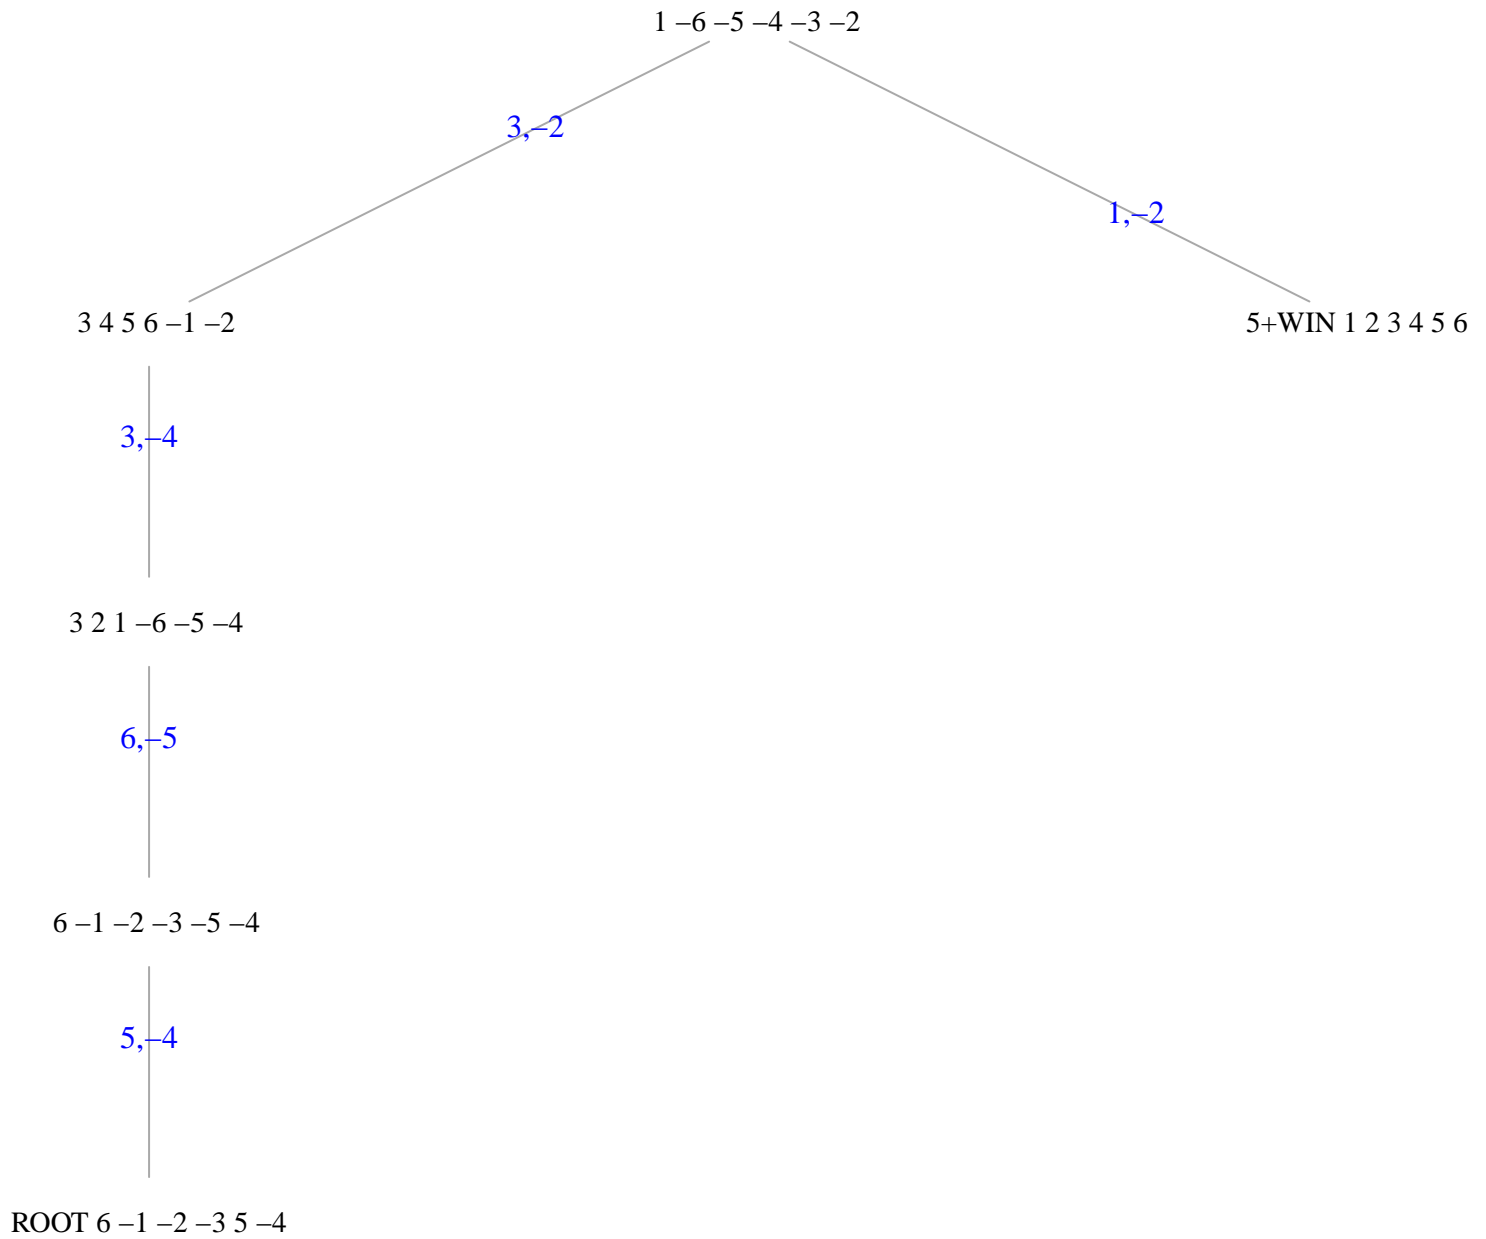 1 –6 –5 –4 –3 –2
3,–2
1,–2
3 4 5 6 –1 –2
5+WIN 1 2 3 4 5 6
3,–4
3 2 1 –6 –5 –4
6,–5
6 –1 –2 –3 –5 –4
5,–4
ROOT 6 –1 –2 –3 5 –4